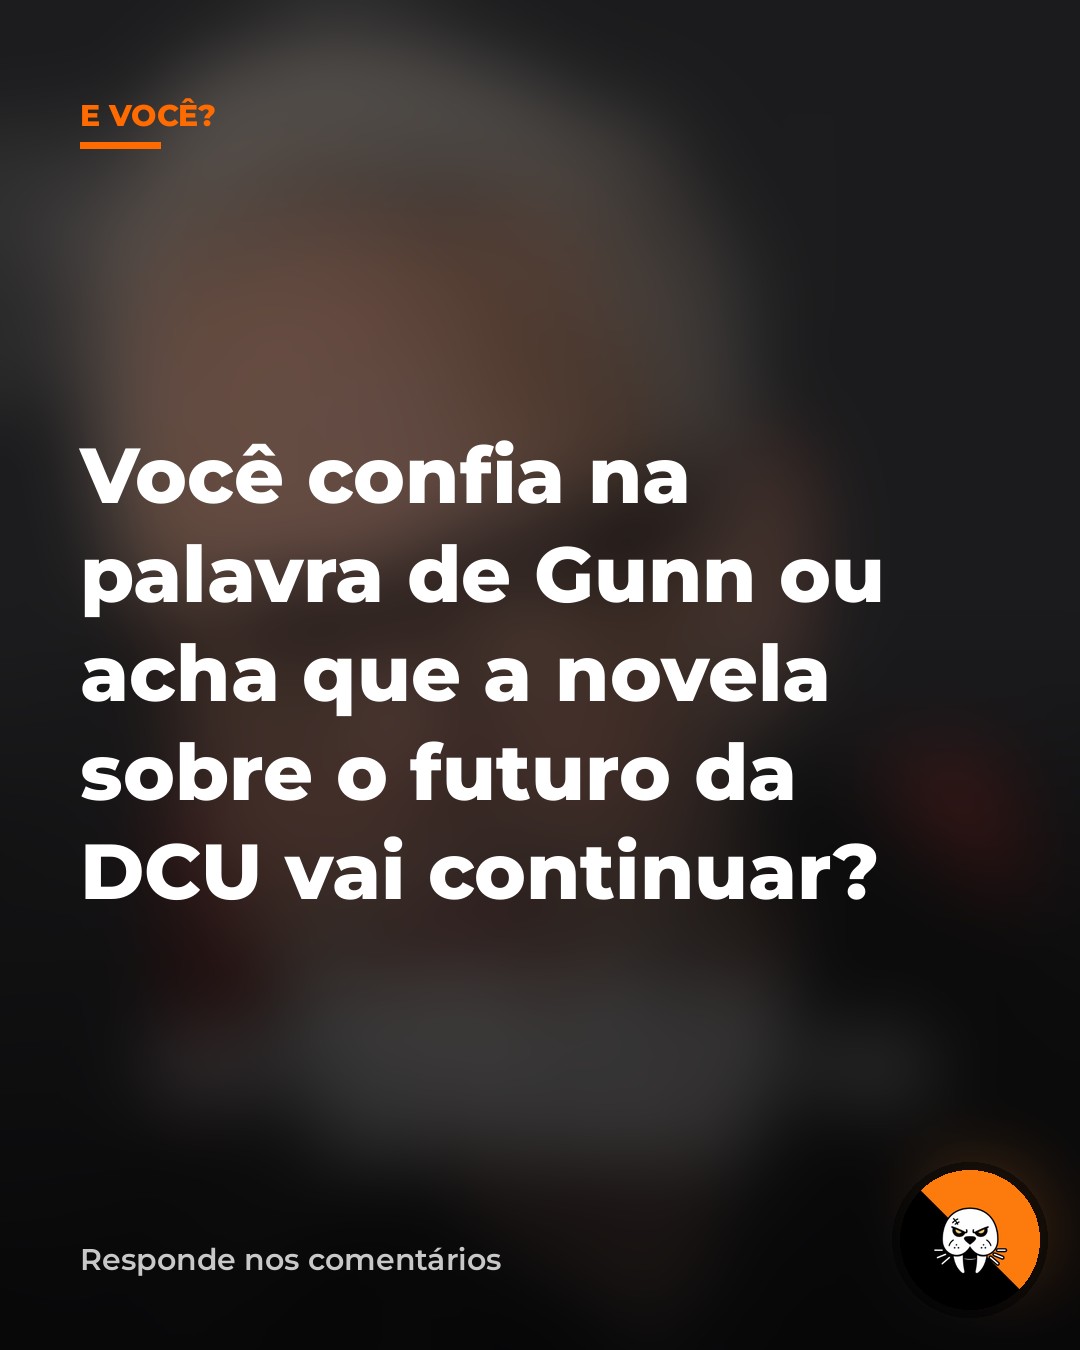 E VOCÊ?
Você confia na
palavra de Gunn ou
acha que a novela
sobre o futuro da
DCU vai continuar?
Responde nos comentários